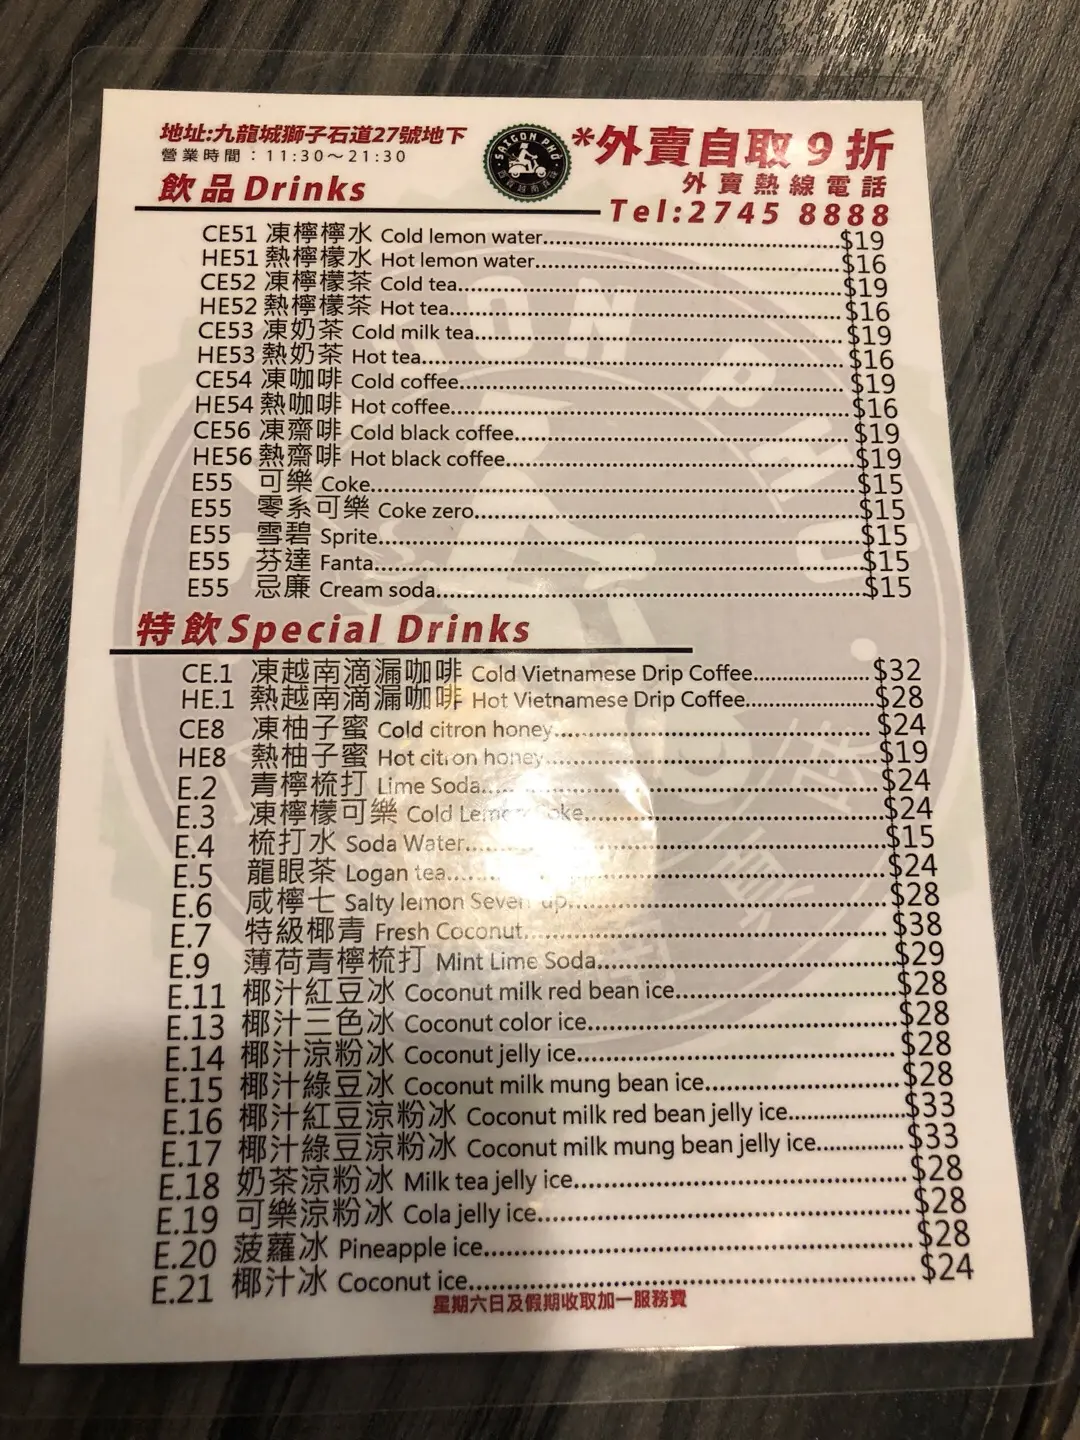 地址:九龍城獅子石道27號地下
營業時間：11:30～21:30
SAIGON PHỞ
*外賣自取9折
外賣熱線電話
Tel:2745 8888
飲品Drinks
CE51 凍檸檸水 Cold lemon water $19
HE51 熱檸檬水 Hot lemon water $16
CE52 凍檸檬茶 Cold tea $19
HE52 熱檸檬茶 Hot tea $16
CE53 凍奶茶 Cold milk tea $19
HE53 熱奶茶 Hot tea $16
CE54 凍咖啡 Cold coffee $19
HE54 熱咖啡 Hot coffee $16
CE56 凍齋啡 Cold black coffee $19
HE56 熱齋啡 Hot black coffee $19
E55 可樂 Coke $15
E55 零系可樂 Coke zero $15
E55 雪碧 Sprite $15
E55 芬達 Fanta $15
E55 忌廉 Cream soda $15
特飲Special Drinks
CE.1 凍越南滴漏咖啡 Cold Vietnamese Drip Coffee $32
HE.1 熱越南滴漏咖啡 Hot Vietnamese Drip Coffee $28
CE8 凍柚子蜜 Cold citron honey $24
HE8 熱柚子蜜 Hot citron honey $19
E.2 青檸梳打 Lime Soda $24
E.3 凍檸檬可樂 Cold Lemon Coke $24
E.4 梳打水 Soda Water $15
E.5 龍眼茶 Logan tea $24
E.6 咸檸七 Salty lemon Seven up $28
E.7 特級椰青 Fresh Coconut $38
E.9 薄荷青檸梳打 Mint Lime Soda $29
E.11 椰汁紅豆冰 Coconut milk red bean ice $28
E.13 椰汁三色冰 Coconut color ice $28
E.14 椰汁涼粉冰 Coconut jelly ice $28
E.15 椰汁綠豆冰 Coconut milk mung bean ice $28
E.16 椰汁紅豆涼粉冰 Coconut milk red bean jelly ice $33
E.17 椰汁綠豆涼粉冰 Coconut milk mung bean jelly ice $33
E.18 奶茶涼粉冰 Milk tea jelly ice $28
E.19 可樂涼粉冰 Cola jelly ice $28
E.20 菠蘿冰 Pineapple ice $28
E.21 椰汁冰 Coconut ice $24
星期六日及假期收取加一服務費